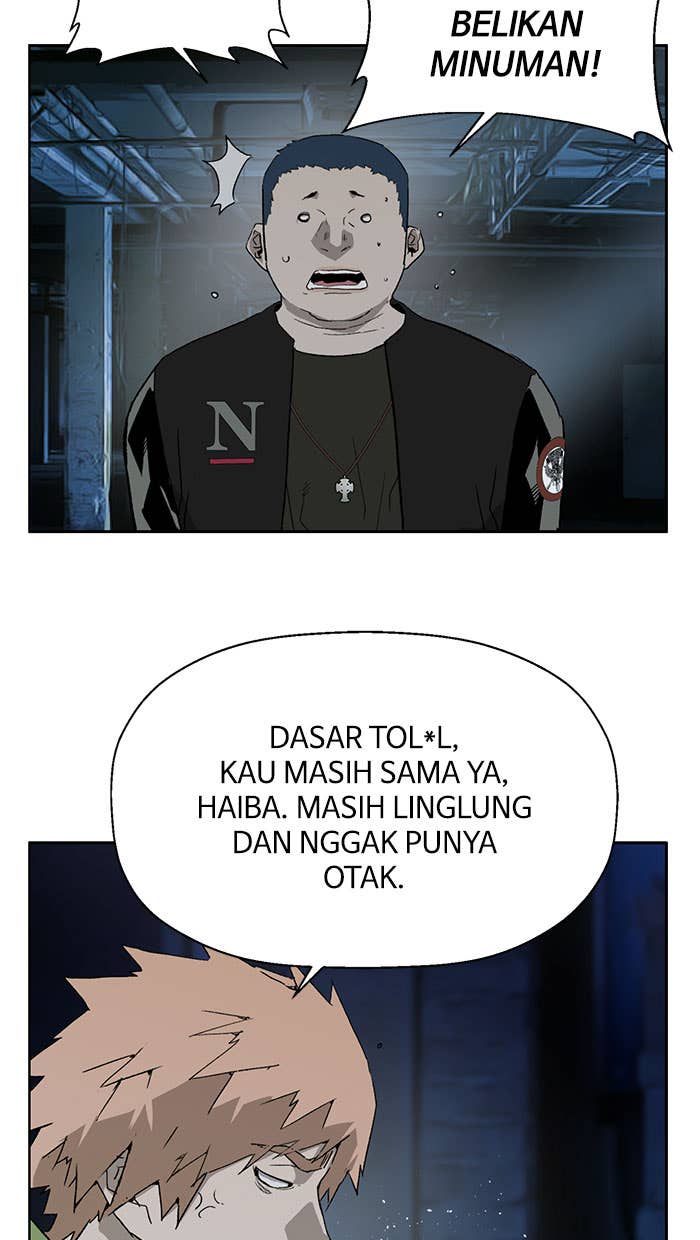 BELIKAN
MINUMAN!
N
DASAR TOL*L,
KAU MASIH SAMA YA,
HAIBA. MASIH LINGLUNG
DAN NGGAK PUNYA
OTAK.